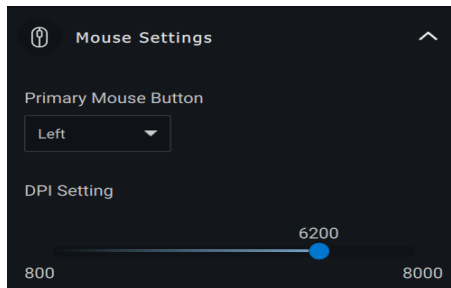 Mouse Settings
Primary Mouse Button
Left
DPI Setting
6200
800 8000